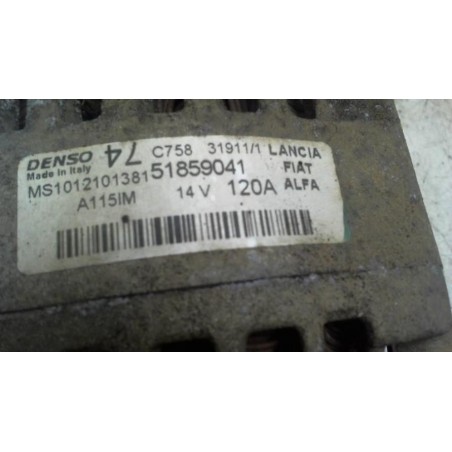 DENSO 74 C758 31911/1 LANCIA
Made in Italy FIAT
MS1012101381 51859041 ALFA
A115IM 14 V 120A